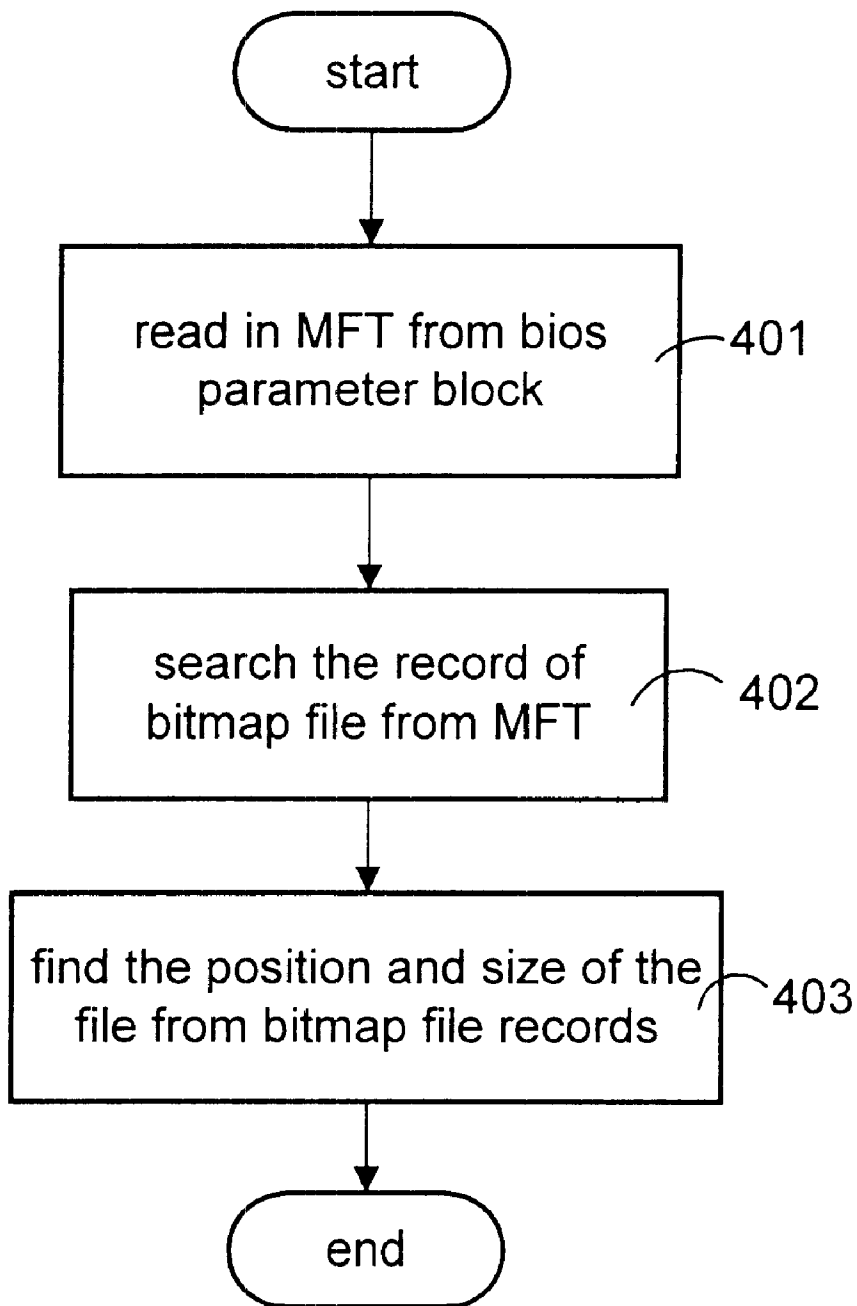 start
read in MFT from bios
parameter block
401
search the record of
bitmap file from MFT
402
find the position and size of the
file from bitmap file records
403
end